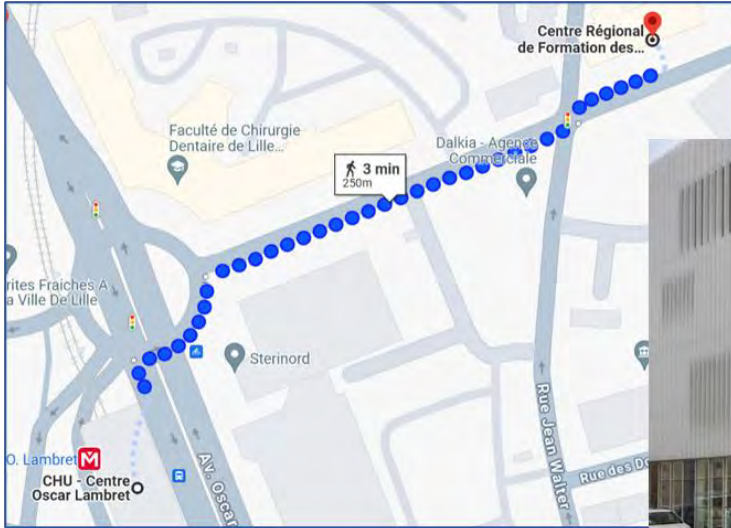 Centre Régional
de Formation des...
Faculté de Chirurgie
Dentaire de Lille...
Dalkia - Agence
Commerciale
3 min
250m
rites Fraiches A
a Ville De Lille
Sterinord
O. Lambret M
CHU - Centre
Oscar Lambret
Av. Oscar
Rue Jean Walter
Rue des